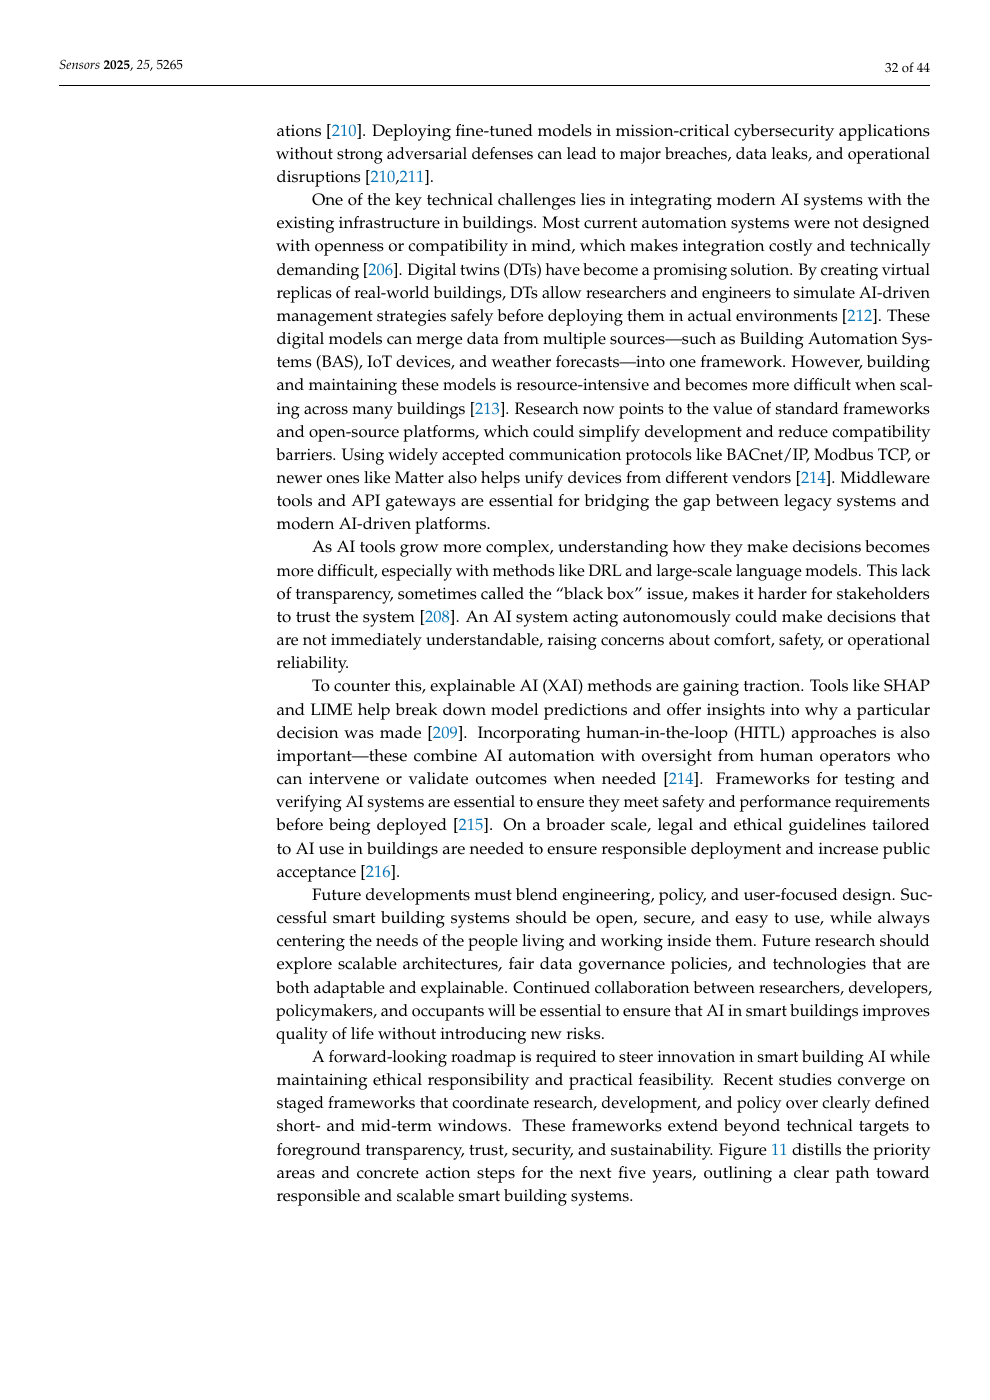 Sensors 2025, 25, 5265
32 of 44
ations [210]. Deploying fine-tuned models in mission-critical cybersecurity applications
without strong adversarial defenses can lead to major breaches, data leaks, and operational
disruptions [210,211].
One of the key technical challenges lies in integrating modern AI systems with the
existing infrastructure in buildings. Most current automation systems were not designed
with openness or compatibility in mind, which makes integration costly and technically
demanding [206]. Digital twins (DTs) have become a promising solution. By creating virtual
replicas of real-world buildings, DTs allow researchers and engineers to simulate AI-driven
management strategies safely before deploying them in actual environments [212]. These
digital models can merge data from multiple sources—such as Building Automation Sys-
tems (BAS), IoT devices, and weather forecasts—into one framework. However, building
and maintaining these models is resource-intensive and becomes more difficult when scal-
ing across many buildings [213]. Research now points to the value of standard frameworks
and open-source platforms, which could simplify development and reduce compatibility
barriers. Using widely accepted communication protocols like BACnet/IP, Modbus TCP, or
newer ones like Matter also helps unify devices from different vendors [214]. Middleware
tools and API gateways are essential for bridging the gap between legacy systems and
modern AI-driven platforms.
As AI tools grow more complex, understanding how they make decisions becomes
more difficult, especially with methods like DRL and large-scale language models. This lack
of transparency, sometimes called the “black box” issue, makes it harder for stakeholders
to trust the system [208]. An AI system acting autonomously could make decisions that
are not immediately understandable, raising concerns about comfort, safety, or operational
reliability.
To counter this, explainable AI (XAI) methods are gaining traction. Tools like SHAP
and LIME help break down model predictions and offer insights into why a particular
decision was made [209]. Incorporating human-in-the-loop (HITL) approaches is also
important—these combine AI automation with oversight from human operators who
can intervene or validate outcomes when needed [214]. Frameworks for testing and
verifying AI systems are essential to ensure they meet safety and performance requirements
before being deployed [215]. On a broader scale, legal and ethical guidelines tailored
to AI use in buildings are needed to ensure responsible deployment and increase public
acceptance [216].
Future developments must blend engineering, policy, and user-focused design. Suc-
cessful smart building systems should be open, secure, and easy to use, while always
centering the needs of the people living and working inside them. Future research should
explore scalable architectures, fair data governance policies, and technologies that are
both adaptable and explainable. Continued collaboration between researchers, developers,
policymakers, and occupants will be essential to ensure that AI in smart buildings improves
quality of life without introducing new risks.
A forward-looking roadmap is required to steer innovation in smart building AI while
maintaining ethical responsibility and practical feasibility. Recent studies converge on
staged frameworks that coordinate research, development, and policy over clearly defined
short- and mid-term windows. These frameworks extend beyond technical targets to
foreground transparency, trust, security, and sustainability. Figure 11 distills the priority
areas and concrete action steps for the next five years, outlining a clear path toward
responsible and scalable smart building systems.